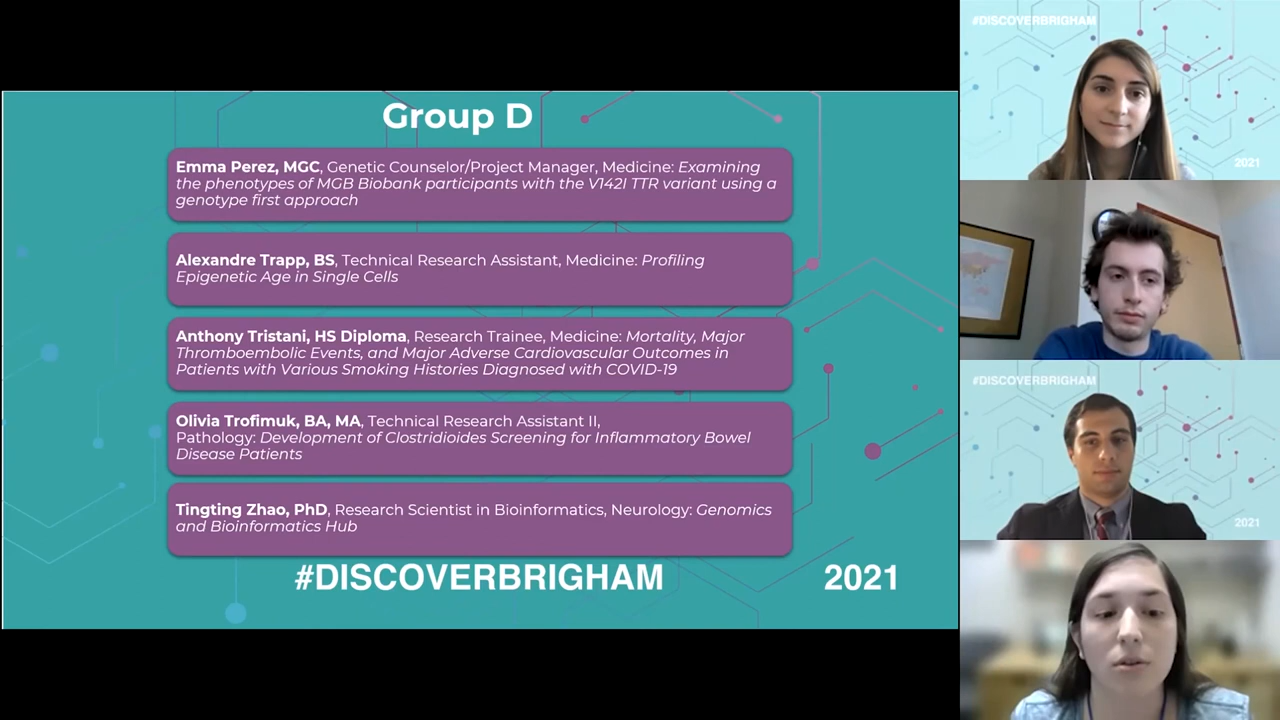 Group D
Emma Perez, MGC, Genetic Counselor/Project Manager, Medicine: Examining
the phenotypes of MGB Biobank participants with the V142I TTR variant using a
genotype first approach
Alexandre Trapp, BS, Technical Research Assistant, Medicine: Profiling
Epigenetic Age in Single Cells
Anthony Tristani, HS Diploma, Research Trainee, Medicine: Mortality, Major
Thromboembolic Events, and Major Adverse Cardiovascular Outcomes in
Patients with Various Smoking Histories Diagnosed with COVID-19
Olivia Trofimuk, BA, MA, Technical Research Assistant II,
Pathology: Development of Clostridioides Screening for Inflammatory Bowel
Disease Patients
Tingting Zhao, PhD, Research Scientist in Bioinformatics, Neurology: Genomics
and Bioinformatics Hub
#DISCOVERBRIGHAM 2021
#DISCOVERBRIGHAM
2021
#DISCOVERBRIGHAM
2021